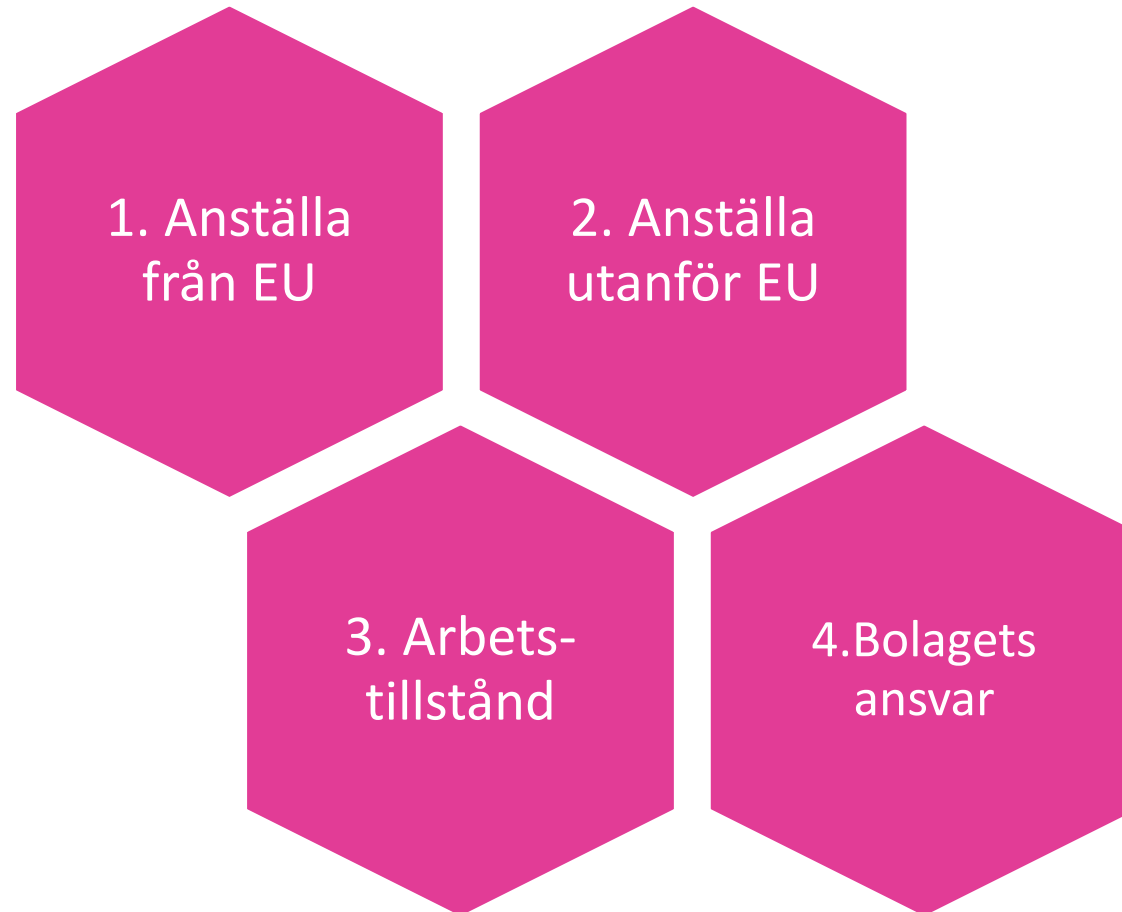 1. Anställa
från EU
2. Anställa
utanför EU
3. Arbets-
tillstånd
4.Bolagets
ansvar